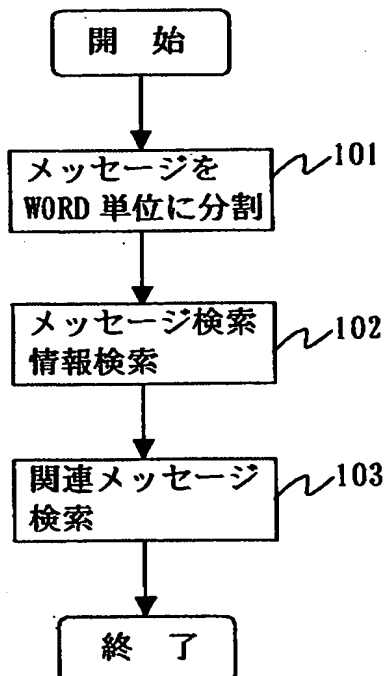 開 始
メッセージを
WORD 単位に分割
101
メッセージ検索
情報検索
102
関連メッセージ
検索
103
終 了